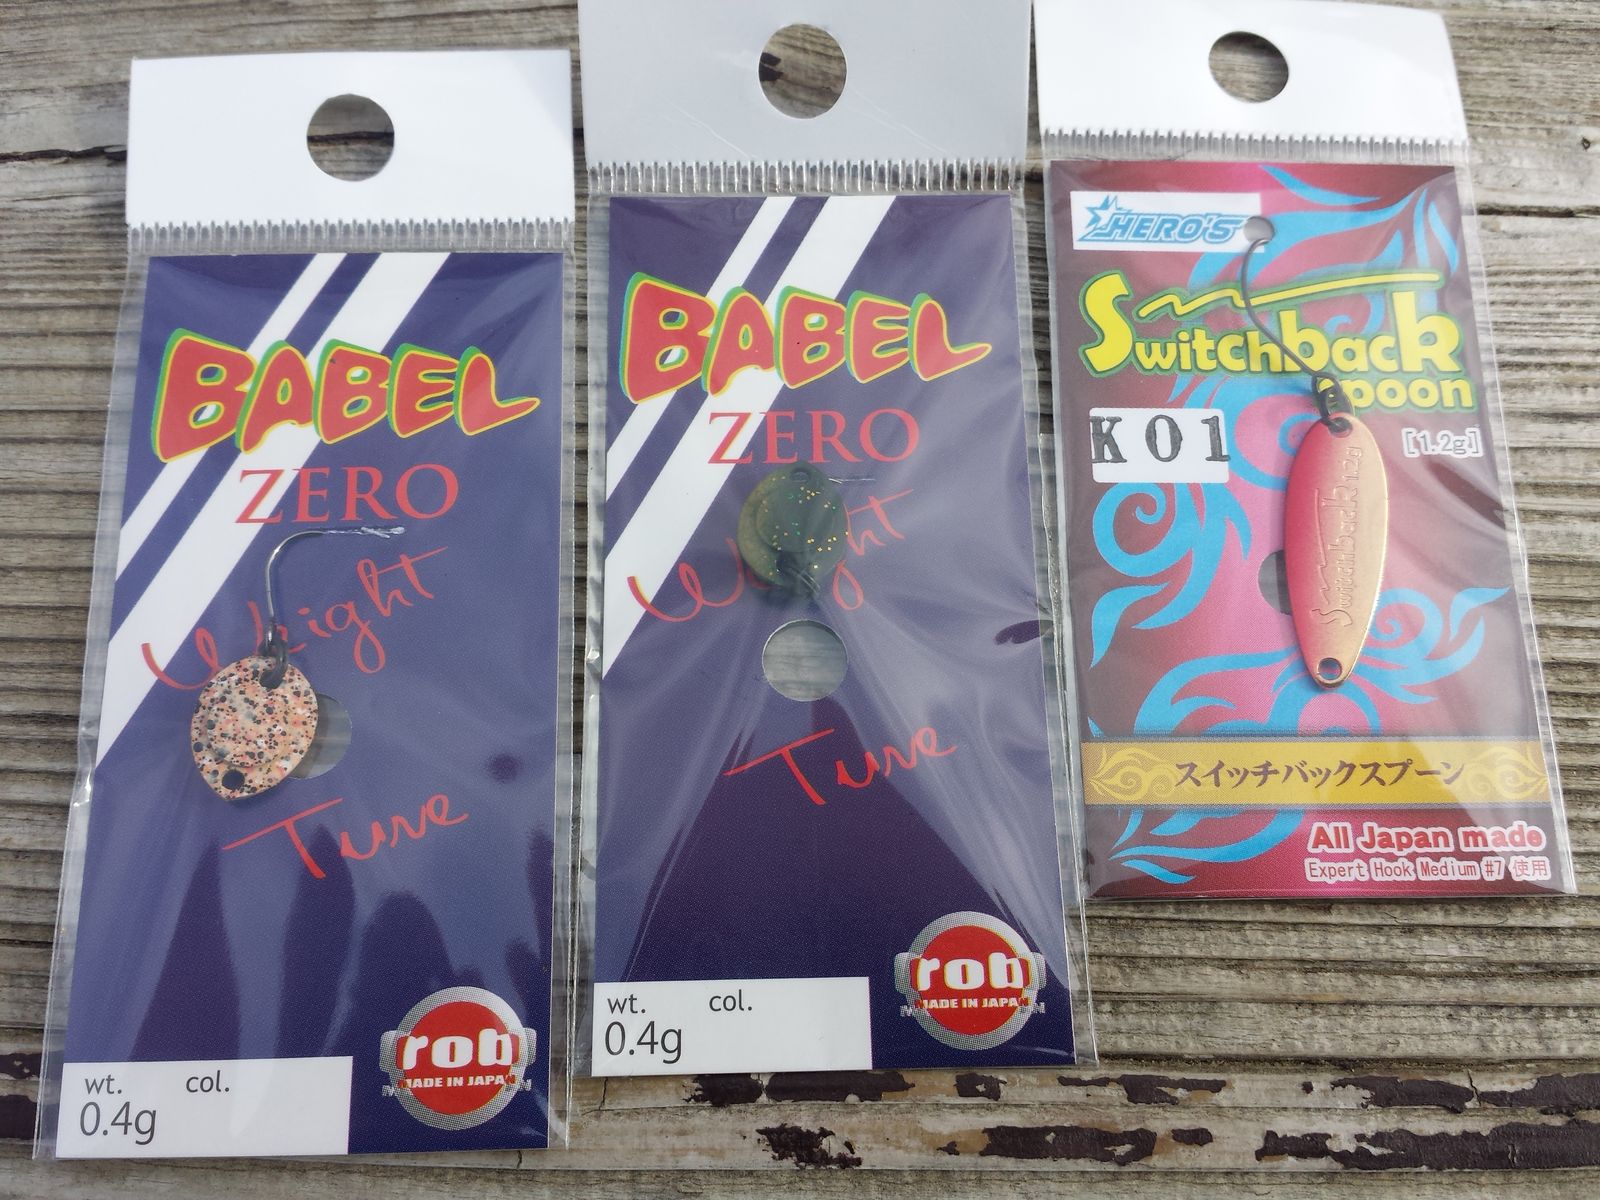 BABEL
ZERO
Weight
Tune
rob
MADE IN JAPAN
wt. col.
0.4g
BABEL
ZERO
Tune
rob
MADE IN JAPAN
wt. col.
0.4g
HERO'S
Switchback
spoon
K01
[1.2g]
Switchback 1.2g
スイッチバックスプーン
All Japan made
Expert Hook Medium #7 使用